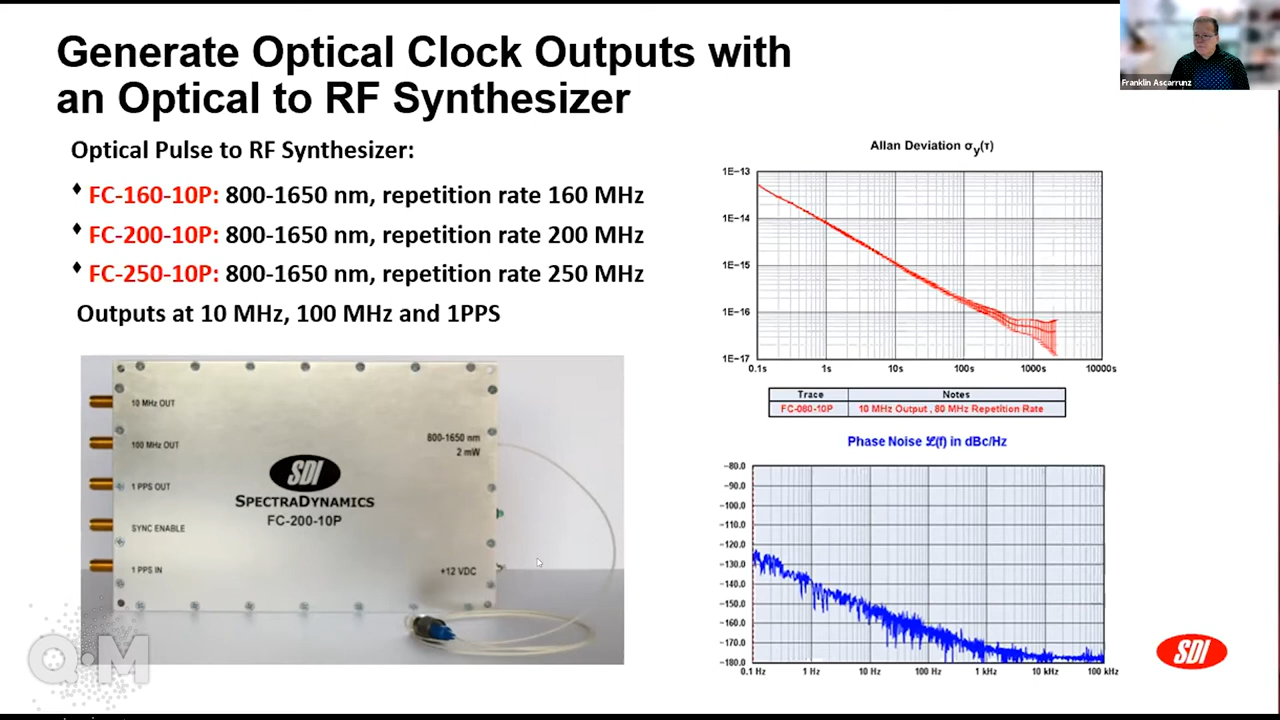 Generate Optical Clock Outputs with
an Optical to RF Synthesizer
Franklin Ascarrunz
Optical Pulse to RF Synthesizer:
FC-160-10P: 800-1650 nm, repetition rate 160 MHz
FC-200-10P: 800-1650 nm, repetition rate 200 MHz
FC-250-10P: 800-1650 nm, repetition rate 250 MHz
Outputs at 10 MHz, 100 MHz and 1PPS
10 MHz OUT
100 MHz OUT
1 PPS OUT
SYNC ENABLE
1 PPS IN
800-1650 nm
2 mW
SDI
SPECTRADYNAMICS
FC-200-10P
+12 VDC
Q·M
Allan Deviation σy(τ)
1E-13
1E-14
1E-15
1E-16
1E-17
0.1s 1s 10s 100s 1000s 10000s
Trace Notes
FC-080-10P 10 MHz Output , 80 MHz Repetition Rate
Phase Noise ℒ(f) in dBc/Hz
-80.0
-90.0
-100.0
-110.0
-120.0
-130.0
-140.0
-150.0
-160.0
-170.0
-180.0
0.1 Hz 1 Hz 10 Hz 100 Hz 1 kHz 10 kHz 100 kHz
SDI